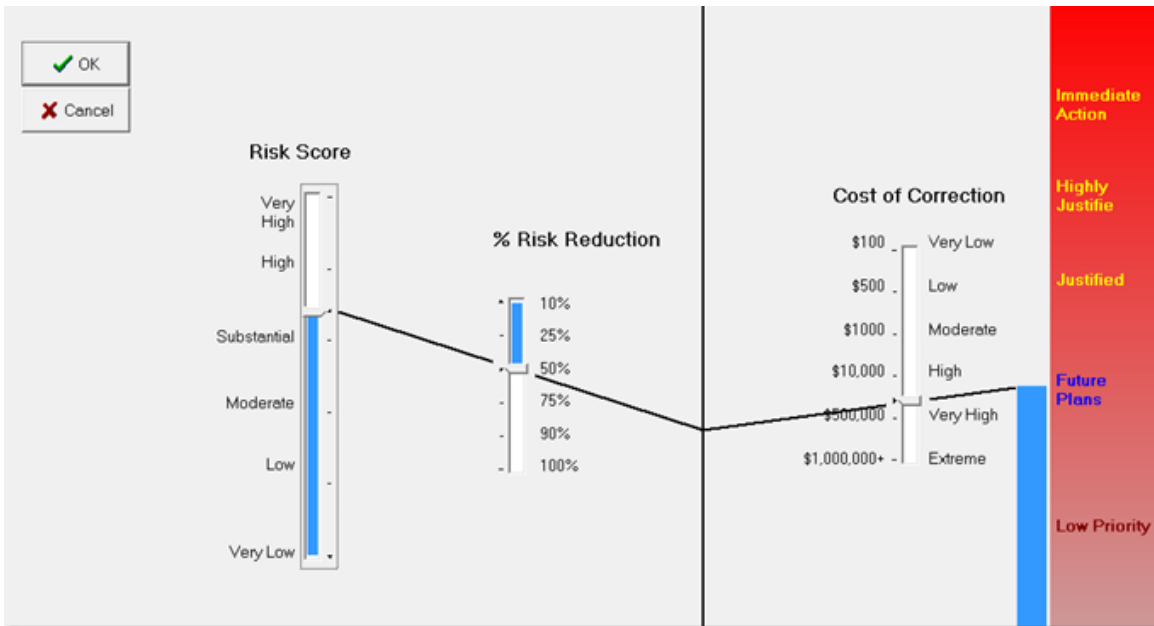 OK
Cancel
Risk Score
Very
High
High
Substantial
Moderate
Low
Very Low
% Risk Reduction
10%
25%
50%
75%
90%
100%
Cost of Correction
$100 Very Low
$500 Low
$1000 Moderate
$10,000 High
$500,000 Very High
$1,000,000+ Extreme
Immediate
Action
Highly
Justifie
Justified
Future
Plans
Low Priority